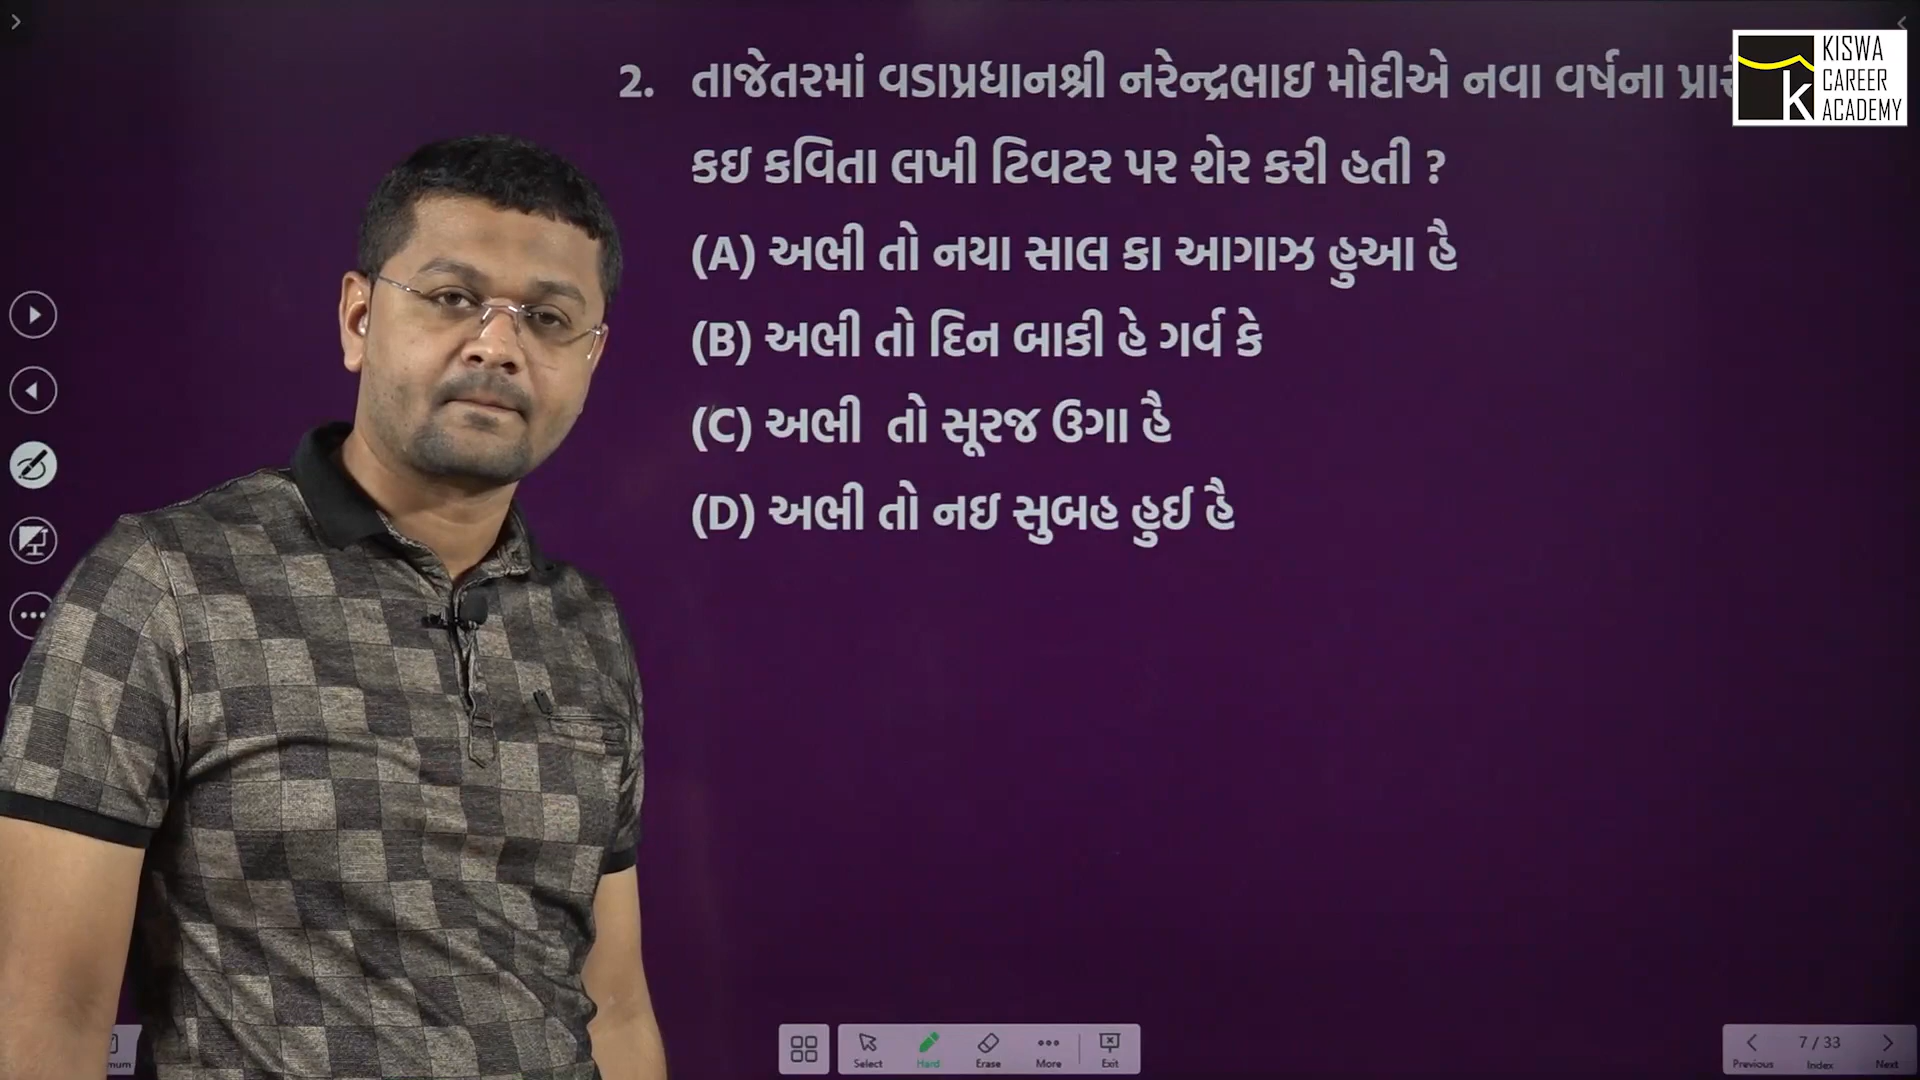 2. તાજેતરમાં વડાપ્રધાનશ્રી નરેન્દ્રભાઇ મોદીએ નવા વર્ષના
કઇ કવિતા લખી ટિવટર પર શેર કરી હતી ?
(A) અભી તો નયા સાલ કા આગાઝ હુઆ હૈ
(B) અભી તો દિન બાકી હે ગર્વ કે
(C) અભી તો સૂરજ ઉગા હૈ
(D) અભી તો નઇ સુબહ હુઈ હૈ
KISWA
CAREER
ACADEMY
k
Select
Hard
Erase
More
Exit
7 / 33
Previous
Index
Next